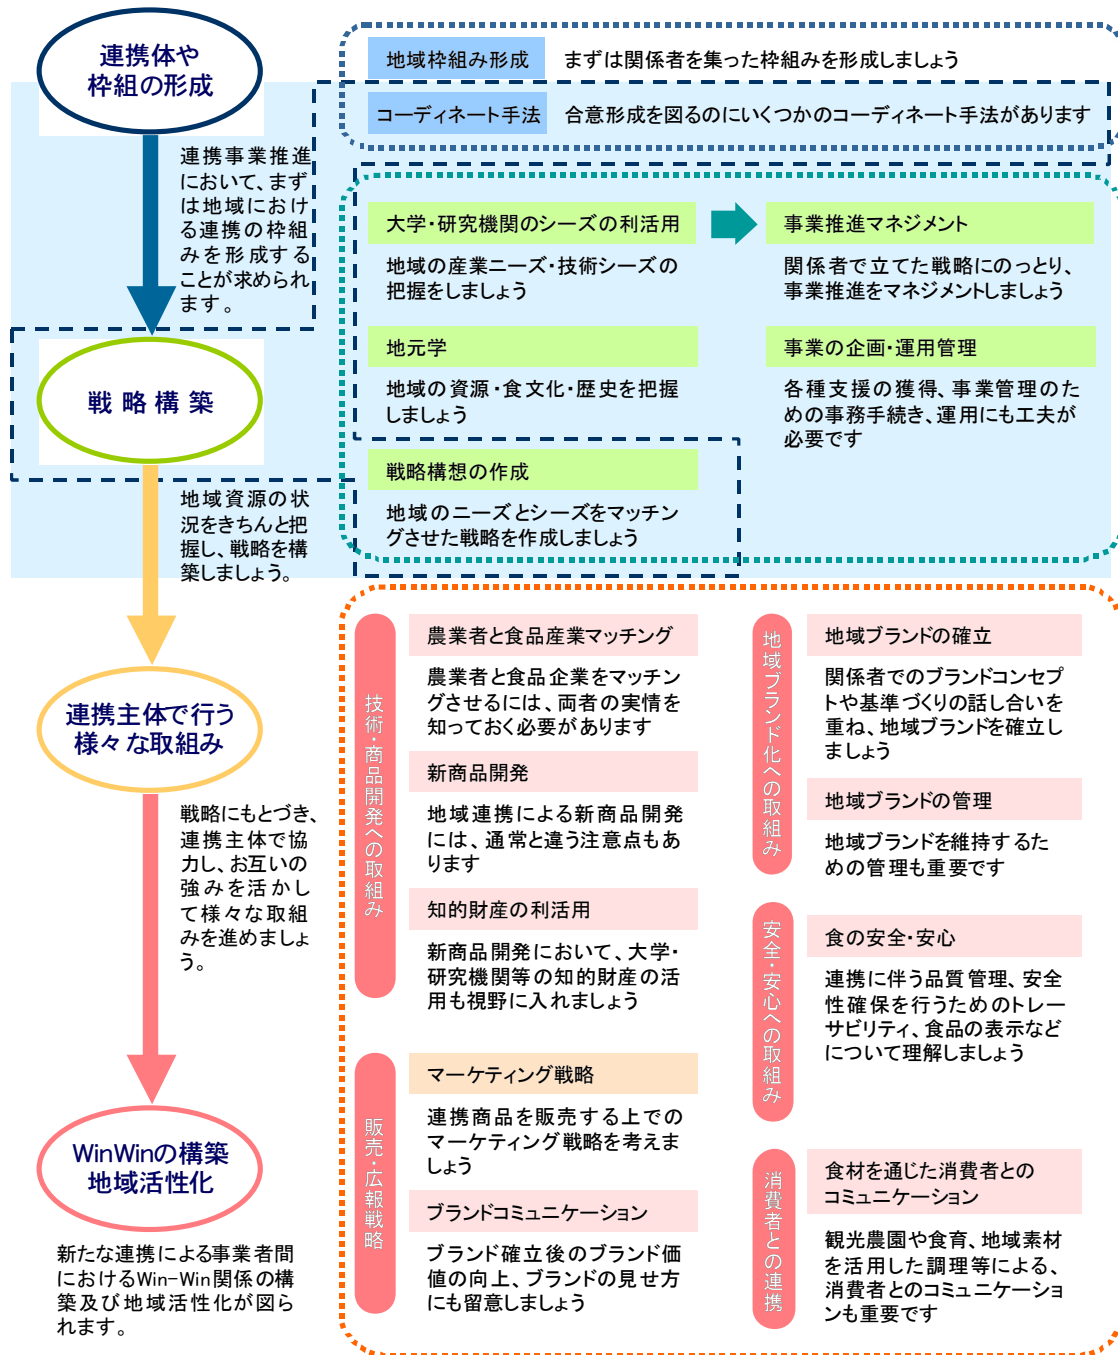 連携体や
枠組の形成
地域枠組み形成
まずは関係者を集った枠組みを形成しましょう
コーディネート手法
合意形成を図るのにいくつかのコーディネート手法があります
連携事業推進
において、まず
は地域におけ
る連携の枠組
みを形成する
ことが求められ
ます。
大学・研究機関のシーズの利活用
地域の産業ニーズ・技術シーズの
把握をしましょう
事業推進マネジメント
関係者で立てた戦略にのっとり、
事業推進をマネジメントしましょう
地元学
地域の資源・食文化・歴史を把握
しましょう
事業の企画・運用管理
各種支援の獲得、事業管理のた
めの事務手続き、運用にも工夫が
必要です
戦略構築
戦略構想の作成
地域のニーズとシーズをマッチン
グさせた戦略を作成しましょう
地域資源の状
況をきちんと把
握し、戦略を構
築しましょう。
連携主体で行う
様々な取組み
戦略にもとづき、
連携主体で協
力し、お互いの
強みを活かし
て様々な取組
みを進めましょ
う。
WinWinの構築
地域活性化
新たな連携による事業者間
におけるWin-Win関係の構
築及び地域活性化が図ら
れます。
技術・商品開発への取組み
農業者と食品産業マッチング
農業者と食品企業をマッチン
グさせるには、両者の実情を
知っておく必要があります
新商品開発
地域連携による新商品開発
には、通常と違う注意点もあ
ります
知的財産の利活用
新商品開発において、大学・
研究機関等の知的財産の活
用も視野に入れましょう
販売・広報戦略
マーケティング戦略
連携商品を販売する上での
マーケティング戦略を考えま
しょう
ブランドコミュニケーション
ブランド確立後のブランド価
値の向上、ブランドの見せ方
にも留意しましょう
地域ブランド化への取組み
地域ブランドの確立
関係者でのブランドコンセプ
トや基準づくりの話し合いを
重ね、地域ブランドを確立し
ましょう
地域ブランドの管理
地域ブランドを維持するた
めの管理も重要です
安全・安心への取組み
食の安全・安心
連携に伴う品質管理、安全
性確保を行うためのトレー
サビリティ、食品の表示など
について理解しましょう
消費者との連携
食材を通じた消費者との
コミュニケーション
観光農園や食育、地域素材
を活用した調理等による、
消費者とのコミュニケーショ
ンも重要です